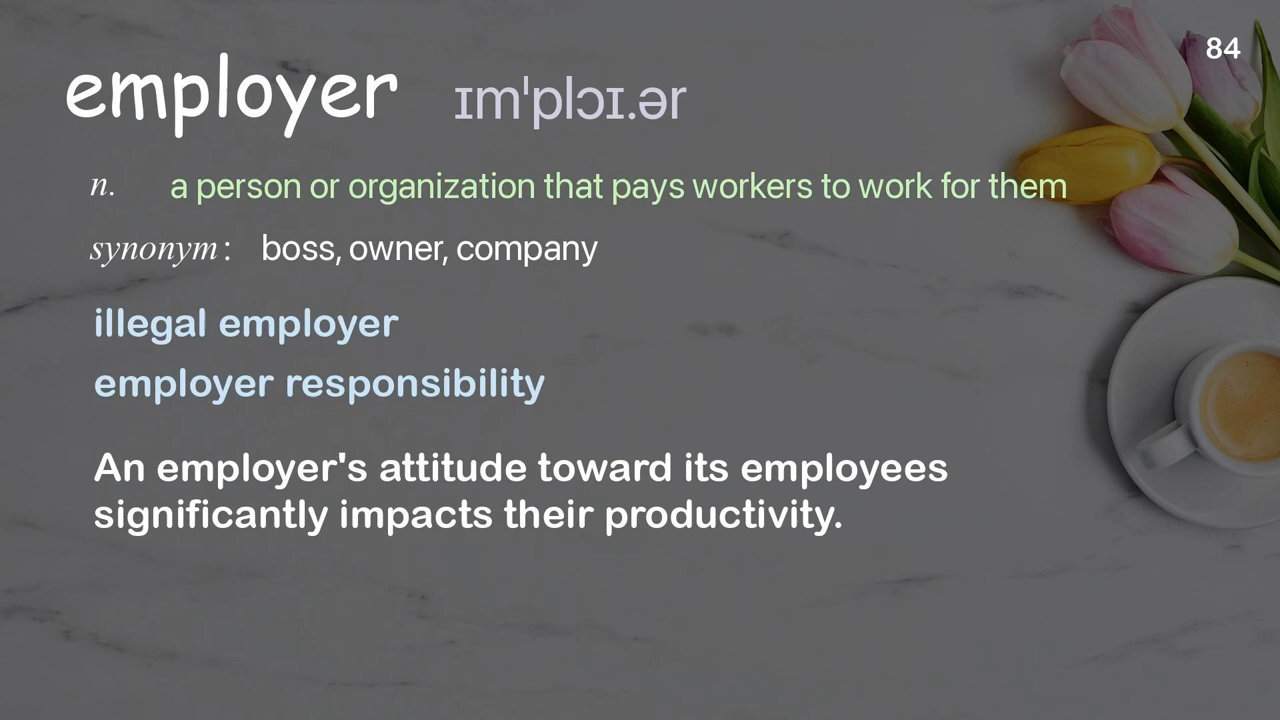 84
employer ɪmˈplɔɪ.ər
n. a person or organization that pays workers to work for them
synonym: boss, owner, company
illegal employer
employer responsibility
An employer's attitude toward its employees
significantly impacts their productivity.